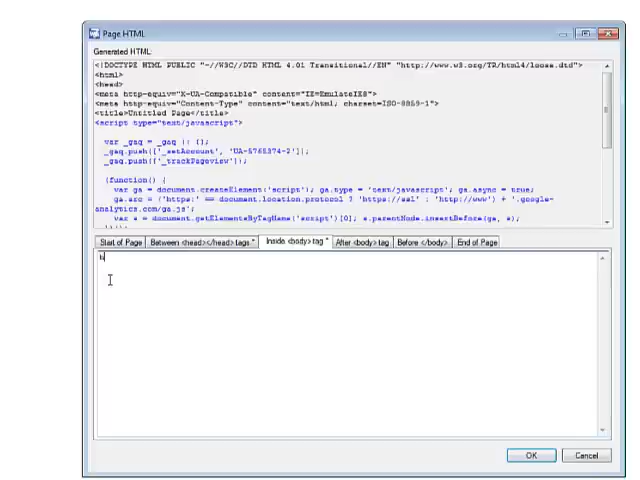 Page HTML
Generated HTML:
<!DOCTYPE HTML PUBLIC "-//W3C//DTD HTML 4.01 Transitional//EN" "http://www.w3.org/TR/html4/loose.dtd">
<html>
<head>
<meta http-equiv="X-UA-Compatible" content="IE=EmulateIE8">
<meta http-equiv="Content-Type" content="text/html; charset=ISO-8859-1">
<title>Untitled Page</title>
<script type="text/javascript">
var _gaq = _gaq || [];
_gaq.push(['_setAccount', 'UA-5765374-2']);
_gaq.push(['_trackPageview']);
(function() {
var ga = document.createElement('script'); ga.type = 'text/javascript'; ga.async = true;
ga.src = ('https:' == document.location.protocol ? 'https://ssl' : 'http://www') + '.google-
analytics.com/ga.js';
var s = document.getElementsByTagName('script')[0]; s.parentNode.insertBefore(ga, s);
})();
Start of Page Between <head></head> tags * Inside <body> tag * After <body> tag Before </body> End of Page
OK Cancel